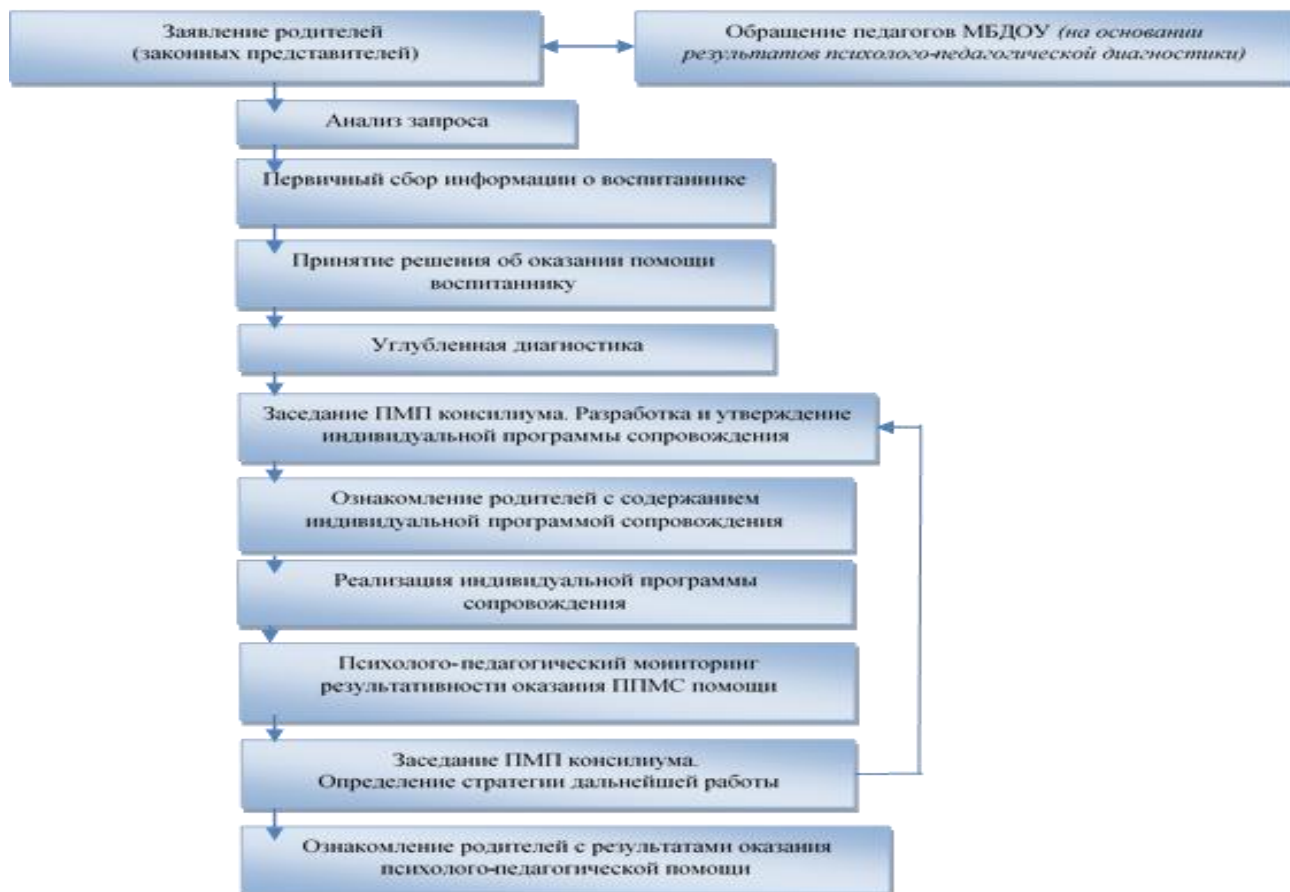 Заявление родителей
(законных представителей)
Обращение педагогов МБДОУ (на основании
результатов психолого-педагогической диагностики)
Анализ запроса
Первичный сбор информации о воспитаннике
Принятие решения об оказании помощи
воспитаннику
Углубленная диагностика
Заседание ПМП консилиума. Разработка и утверждение
индивидуальной программы сопровождения
Ознакомление родителей с содержанием
индивидуальной программой сопровождения
Реализация индивидуальной программы
сопровождения
Психолого-педагогический мониторинг
результативности оказания ППМС помощи
Заседание ПМП консилиума.
Определение стратегии дальнейшей работы
Ознакомление родителей с результатами оказания
психолого-педагогической помощи